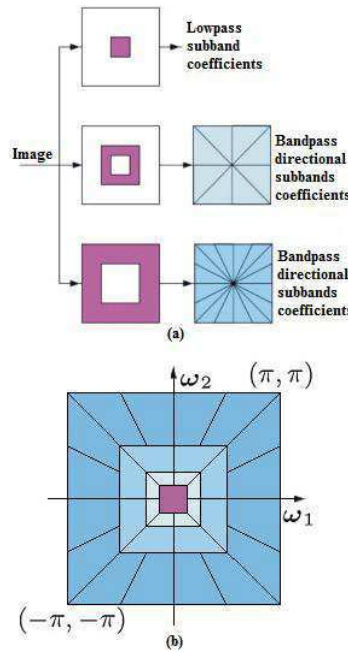 Lowpass
subband
coefficients
Image
Bandpass
directional
subbands
coefficients
Bandpass
directional
subbands
coefficients
(a)
ω₂
(π, π)
ω₁
(−π, −π)
(b)